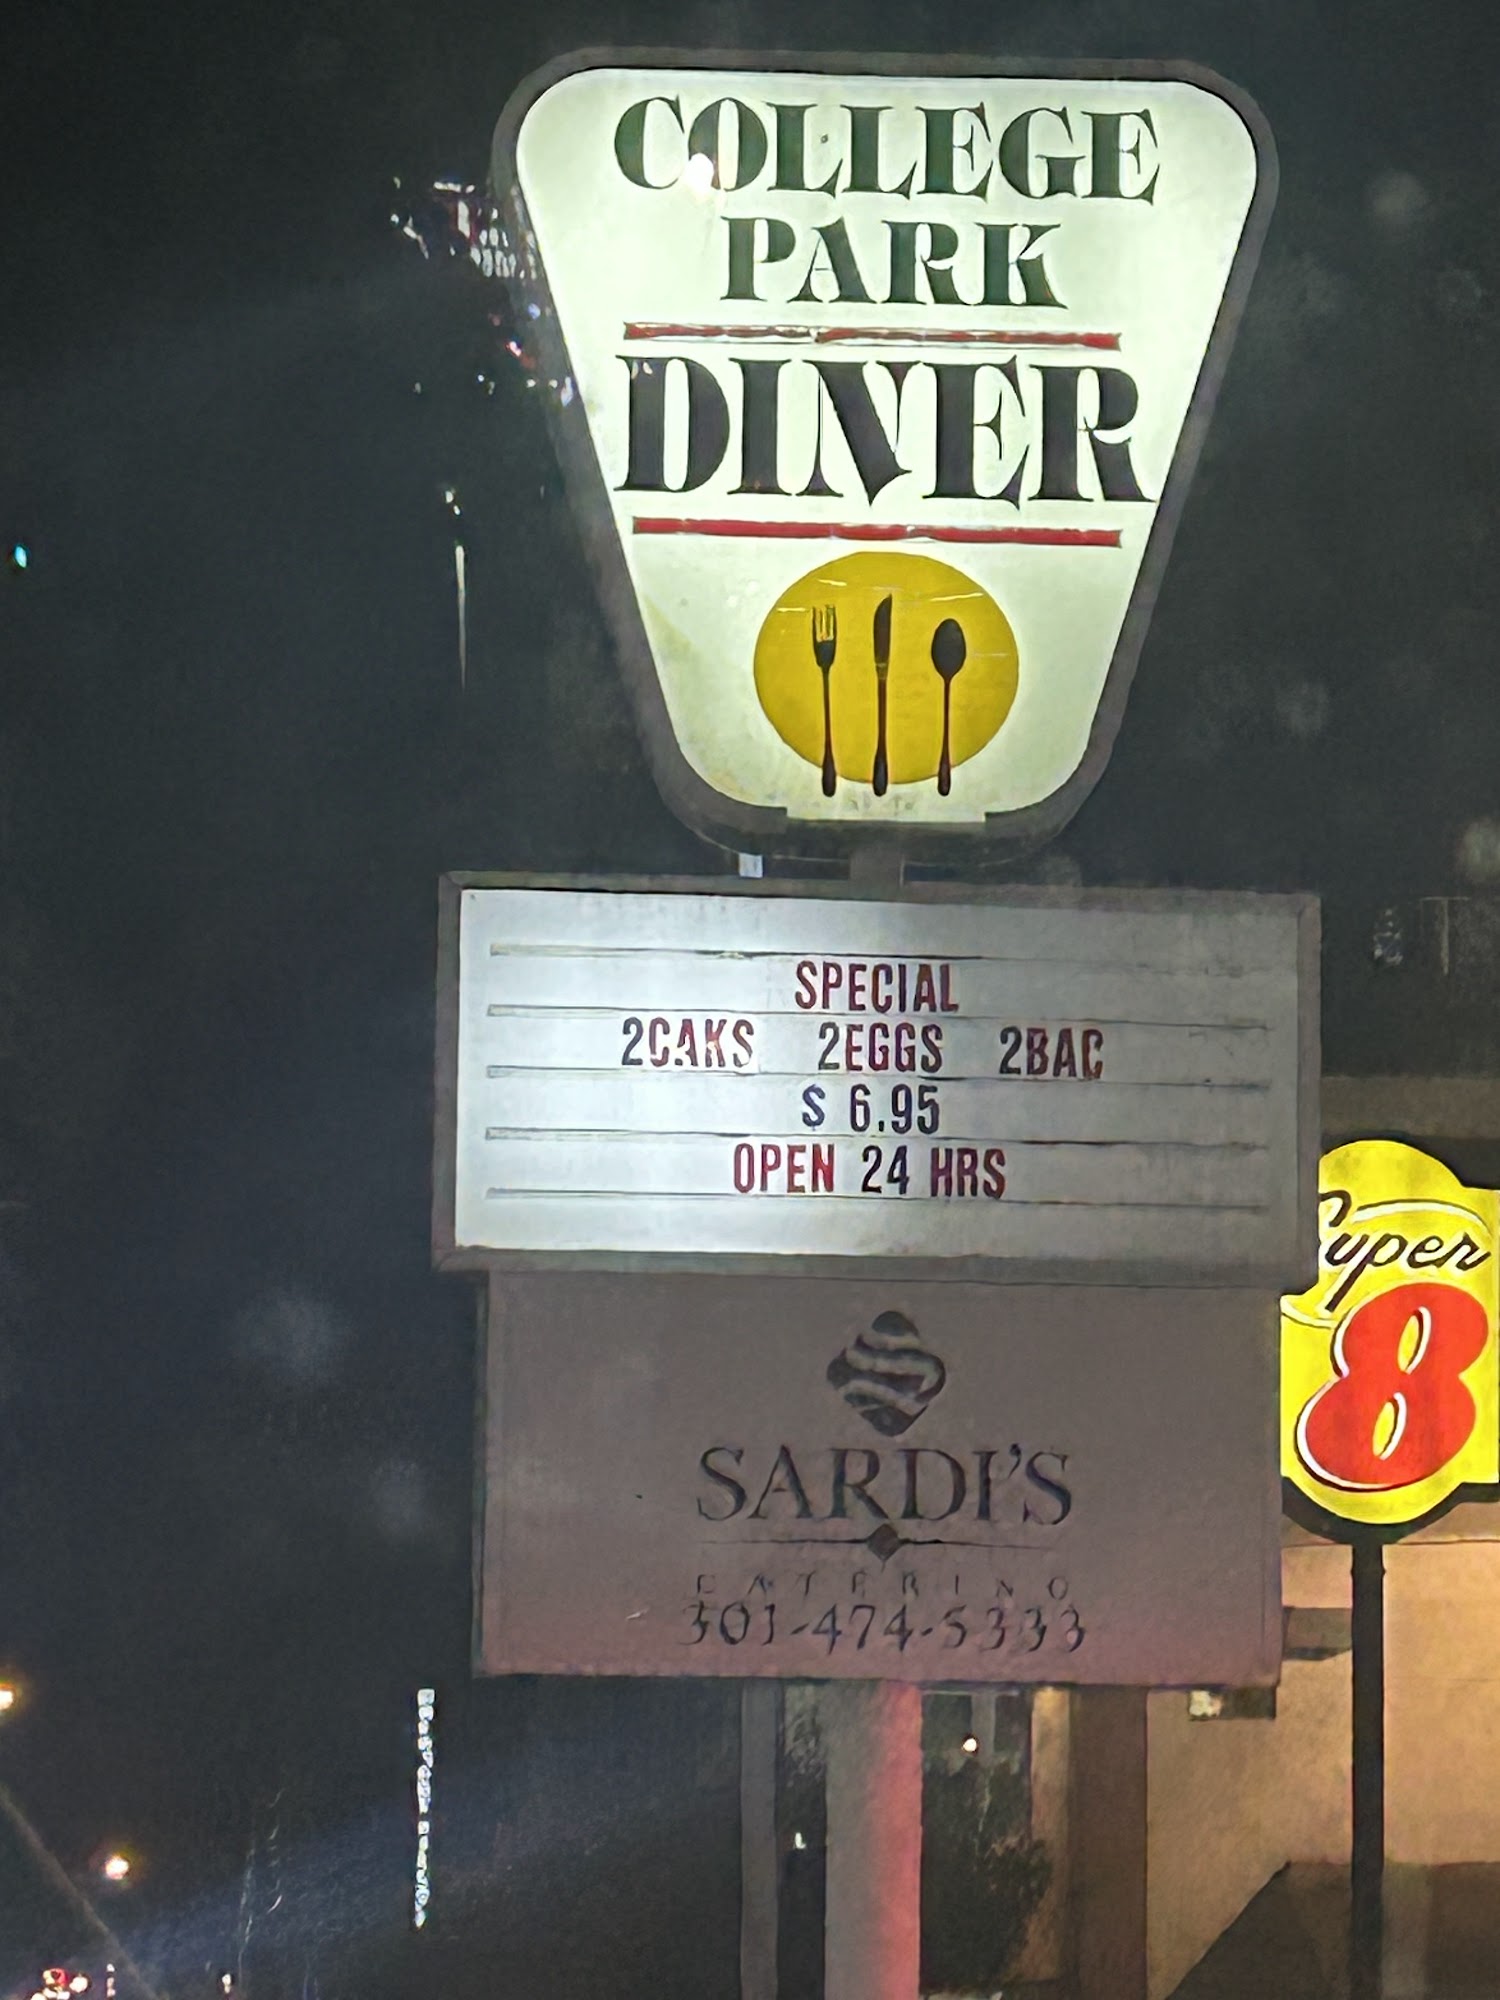 COLLEGE
PARK
DINER
SPECIAL
2CAKS 2EGGS 2BAC
$ 6.95
OPEN 24 HRS
Super
8
SARDI'S
CATERING
301-474-5333